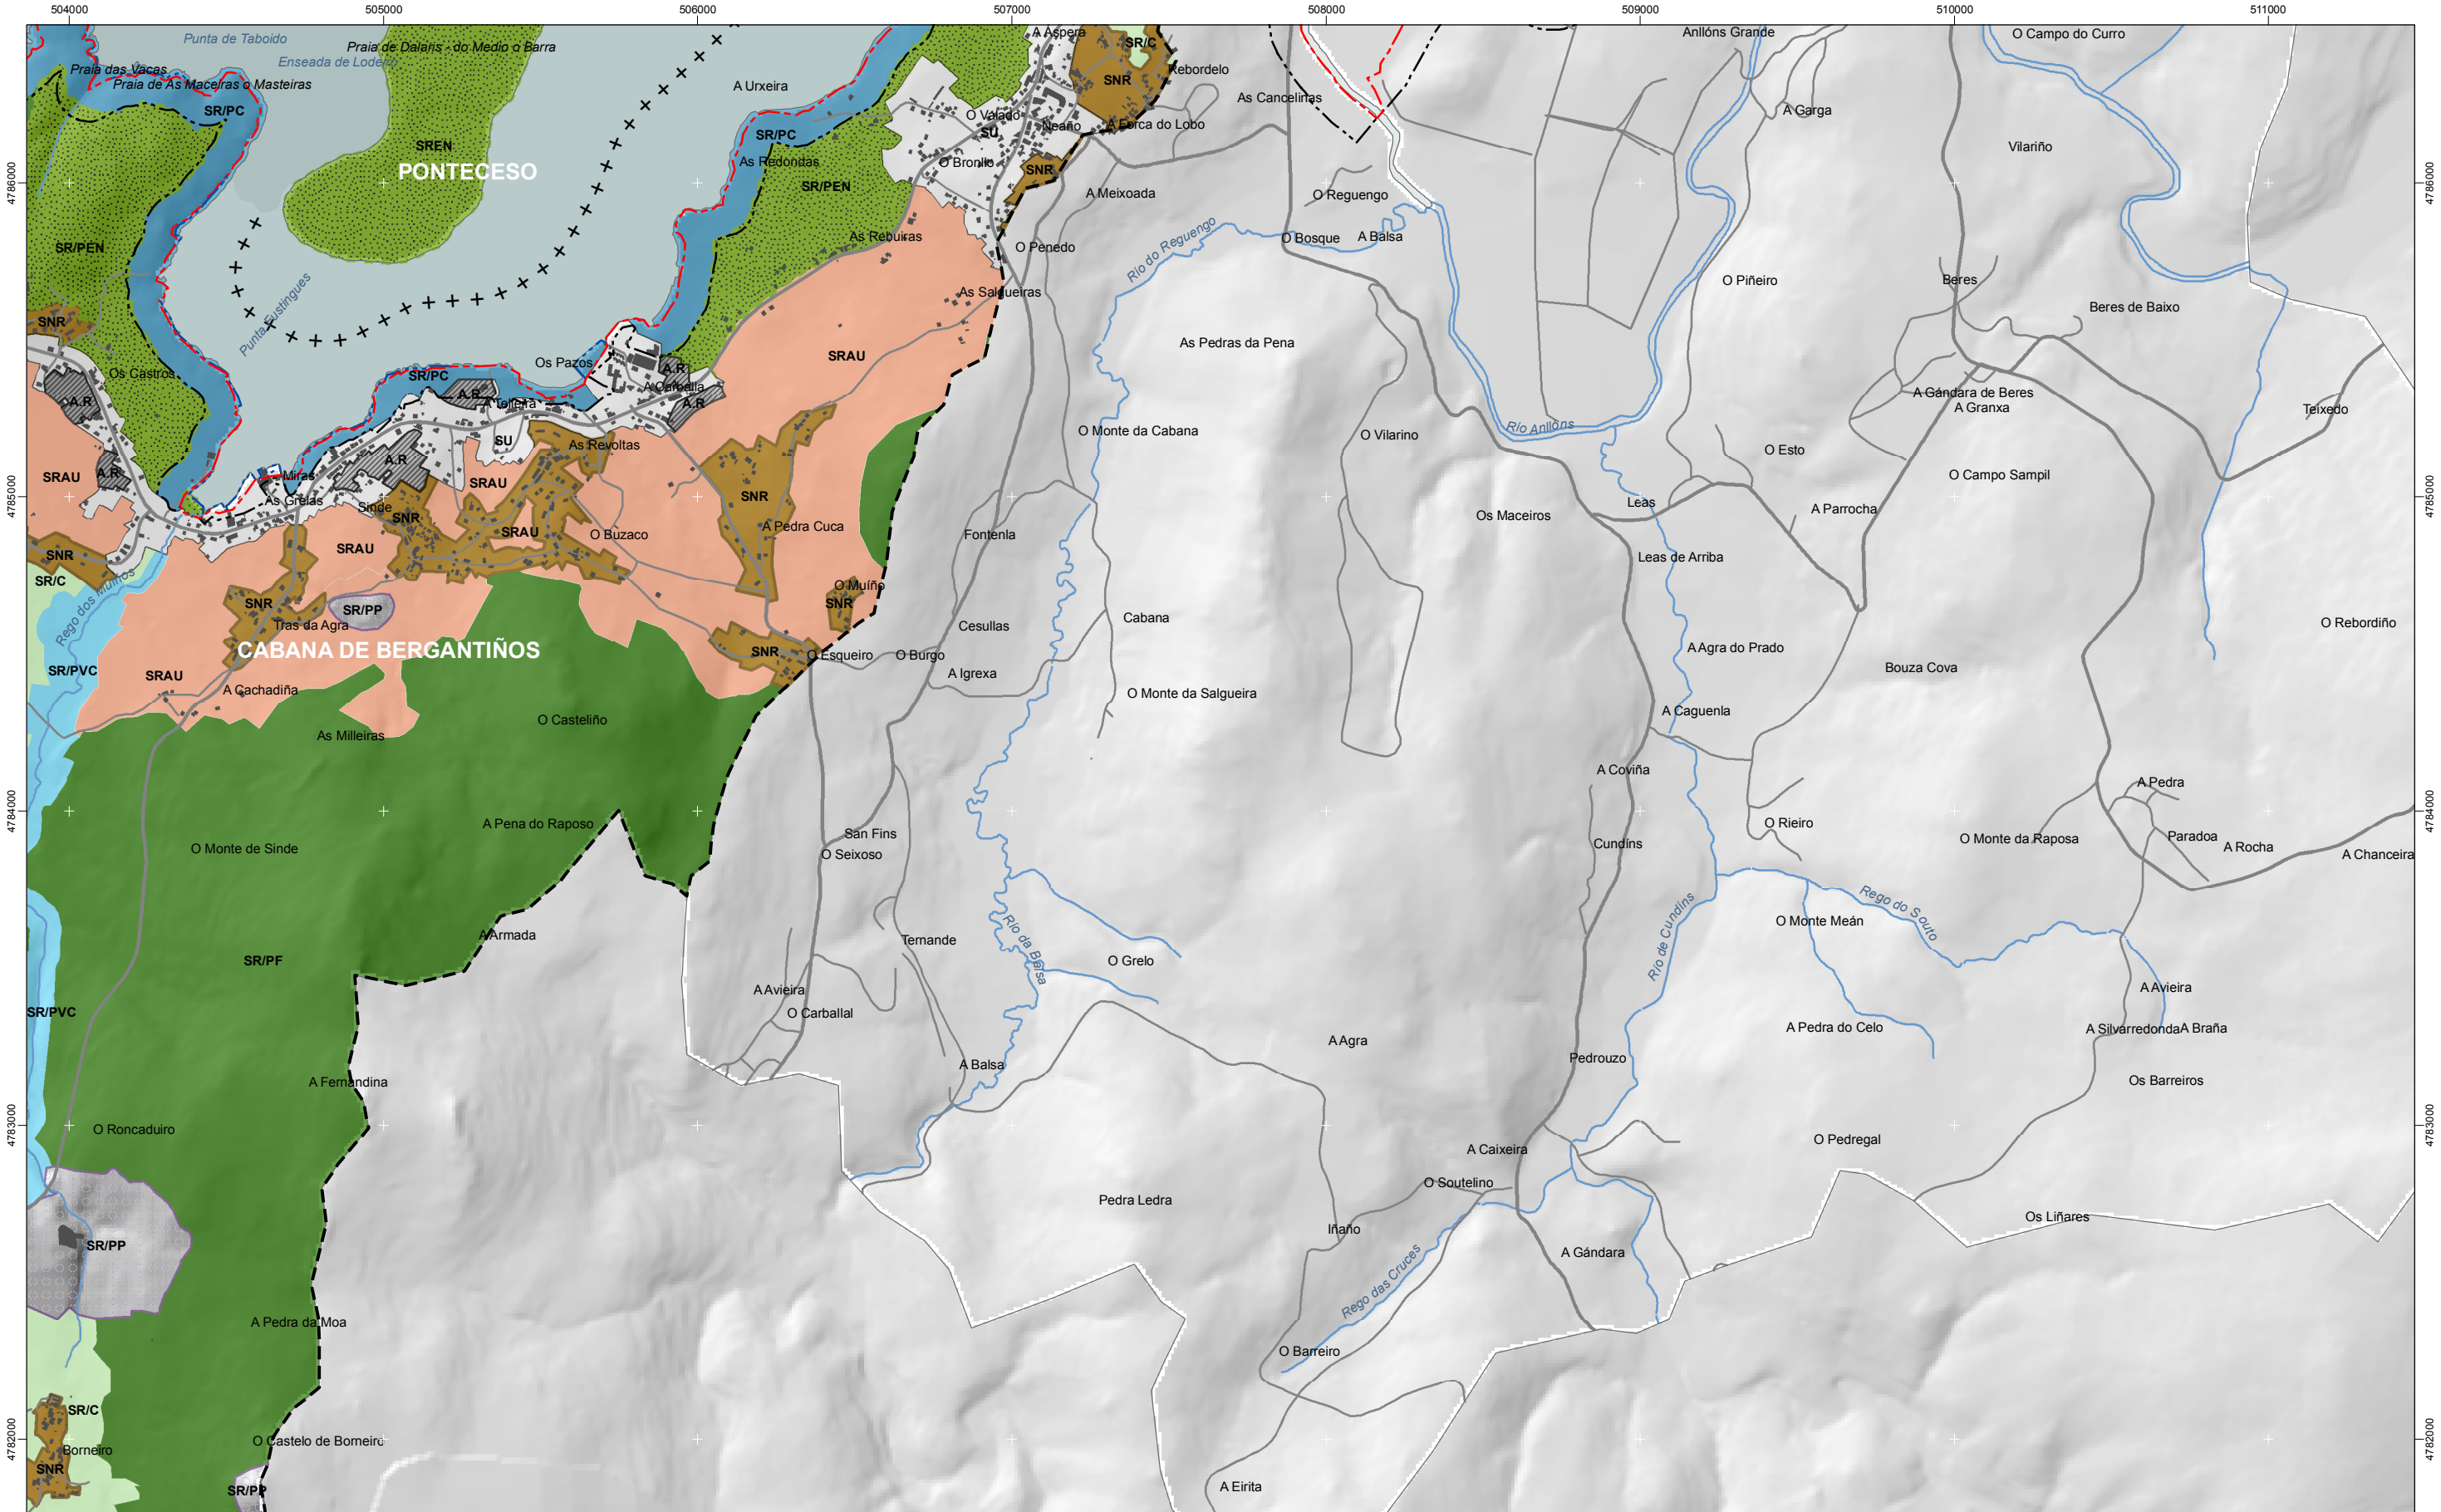 504000 505000 506000 507000 508000 509000 510000 511000
Punta de Taboido
Praia de Dalaris - do Medio o Barra
Enseada de Lodeiro
Praia das Vacas
Praia de As Maceiras o Masteiras
SR/PC
A Urxeira
A Aspera
SR/C
SNR
Rebordelo
As Cancelinas
Anllóns Grande
O Campo do Curro
A Garga
Vilariño
SREN
PONTECESO
SR/PC
As Redondas
SR/PEN
O Valado
SU
Neaño
A Forca do Lobo
O Bronllo
SNR
A Meixoada
O Reguengo
4786000
4786000
SR/PEN
As Rebuiras
O Penedo
Río do Reguengo
O Bosque
A Balsa
Punta Fustingues
As Salgueiras
O Piñeiro
Beres
Beres de Baixo
SNR
Os Castros
SR/PC
Os Pazos
A.R
A Carballa
A.R
SRAU
As Pedras da Pena
A.R
A.R
A Telleira
A Gándara de Beres
A Granxa
Teixedo
SU
As Revoltas
O Monte da Cabana
O Vilarino
Río Anllóns
O Esto
A.R
A.R
SRAU
Miras
SRAU
SNR
O Campo Sampil
4785000
4785000
As Grelas
Sinde
SNR
SRAU
O Buzaco
A Pedra Cuca
Fontenla
Os Maceiros
Leas
A Parrocha
SNR
SR/C
SRAU
Leas de Arriba
Rego dos Muíños
O Muíño
SNR
SNR
SR/PP
Tras da Agra
CABANA DE BERGANTIÑOS
Cesullas
Cabana
O Rebordiño
SR/PVC
SRAU
SNR
O Esqueiro
O Burgo
A Igrexa
A Agra do Prado
Bouza Cova
A Cachadiña
O Monte da Salgueira
As Milleiras
O Casteliño
A Caguenla
A Coviña
A Pedra
4784000
4784000
O Monte de Sinde
A Pena do Raposo
San Fins
O Seixoso
Cundíns
O Rieiro
O Monte da Raposa
Paradoa
A Rocha
A Chanceira
Rego do Souto
A Armada
Ternande
Río da Balsa
O Grelo
Río de Cundíns
O Monte Meán
SR/PF
A Avieira
A Avieira
SR/PVC
O Carballal
A Agra
A Pedra do Celo
A Silvarredonda
A Braña
A Fernandina
A Balsa
Pedrouzo
Os Barreiros
4783000
4783000
O Roncaduiro
A Caixeira
O Pedregal
O Soutelino
Pedra Ledra
Iñaño
Os Liñares
SR/PP
A Gándara
Rego das Cruces
A Pedra da Moa
O Barreiro
SR/C
4782000
4782000
Borneiro
O Castelo de Borneiro
SNR
SR/PP
A Eirita